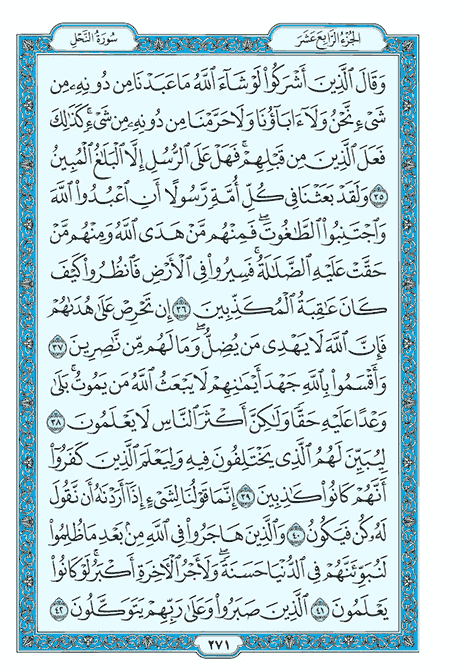 الجزء الرابع عشر
سورة النحل
وَقَالَ ٱلَّذِينَ أَشْرَكُوا۟ لَوْ شَآءَ ٱللَّهُ مَا عَبَدْنَا مِن دُونِهِۦ مِن
شَىْءٍ نَّحْنُ وَلَآ ءَابَآؤُنَا وَلَا حَرَّمْنَا مِن دُونِهِۦ مِن شَىْءٍ ۚ كَذَٰلِكَ
فَعَلَ ٱلَّذِينَ مِن قَبْلِهِمْ ۚ فَهَلْ عَلَى ٱلرُّسُلِ إِلَّا ٱلْبَلَٰغُ ٱلْمُبِينُ
٣٥ وَلَقَدْ بَعَثْنَا فِى كُلِّ أُمَّةٍ رَّسُولًا أَنِ ٱعْبُدُوا۟ ٱللَّهَ
وَٱجْتَنِبُوا۟ ٱلطَّٰغُوتَ ۖ فَمِنْهُم مَّنْ هَدَى ٱللَّهُ وَمِنْهُم مَّنْ
حَقَّتْ عَلَيْهِ ٱلضَّلَٰلَةُ ۚ فَسِيرُوا۟ فِى ٱلْأَرْضِ فَٱنظُرُوا۟ كَيْفَ
كَانَ عَٰقِبَةُ ٱلْمُكَذِّبِينَ ٣٦ إِن تَحْرِصْ عَلَىٰ هُدَىٰهُمْ
فَإِنَّ ٱللَّهَ لَا يَهْدِى مَن يُضِلُّ ۖ وَمَا لَهُم مِّن نَّٰصِرِينَ ٣٧
وَأَقْسَمُوا۟ بِٱللَّهِ جَهْدَ أَيْمَٰنِهِمْ ۙ لَا يَبْعَثُ ٱللَّهُ مَن يَمُوتُ ۚ بَلَىٰ
وَعْدًا عَلَيْهِ حَقًّا وَلَٰكِنَّ أَكْثَرَ ٱلنَّاسِ لَا يَعْلَمُونَ ٣٨
لِيُبَيِّنَ لَهُمُ ٱلَّذِى يَخْتَلِفُونَ فِيهِ وَلِيَعْلَمَ ٱلَّذِينَ كَفَرُوٓا۟
أَنَّهُمْ كَانُوا۟ كَٰذِبِينَ ٣٩ إِنَّمَا قَوْلُنَا لِشَىْءٍ إِذَآ أَرَدْنَٰهُ أَن نَّقُولَ
لَهُۥ كُن فَيَكُونُ ٤٠ وَٱلَّذِينَ هَاجَرُوا۟ فِى ٱللَّهِ مِنۢ بَعْدِ مَا ظُلِمُوا۟
لَنُبَوِّئَنَّهُمْ فِى ٱلدُّنْيَا حَسَنَةً ۖ وَلَأَجْرُ ٱلْءَاخِرَةِ أَكْبَرُ ۚ لَوْ كَانُوا۟
يَعْلَمُونَ ٤١ ٱلَّذِينَ صَبَرُوا۟ وَعَلَىٰ رَبِّهِمْ يَتَوَكَّلُونَ ٤٢
٢٧١